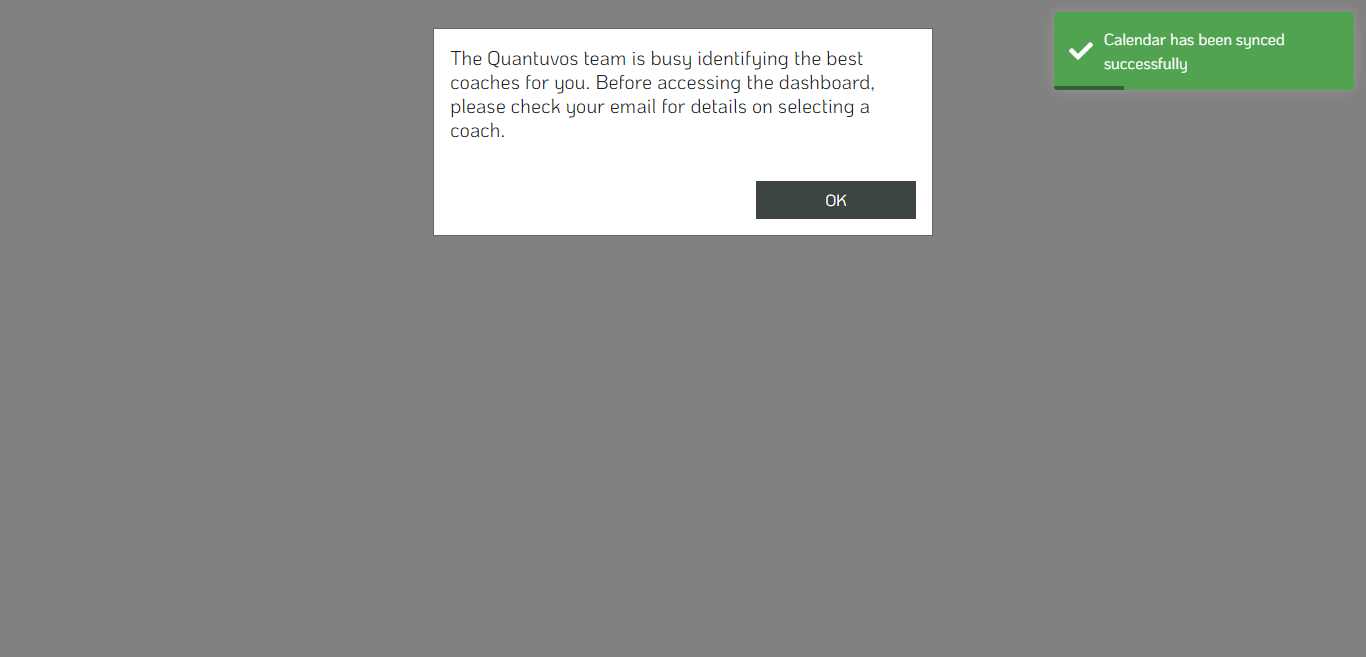 The Quantuvos team is busy identifying the best
coaches for you. Before accessing the dashboard,
please check your email for details on selecting a
coach.
OK
Calendar has been synced
successfully